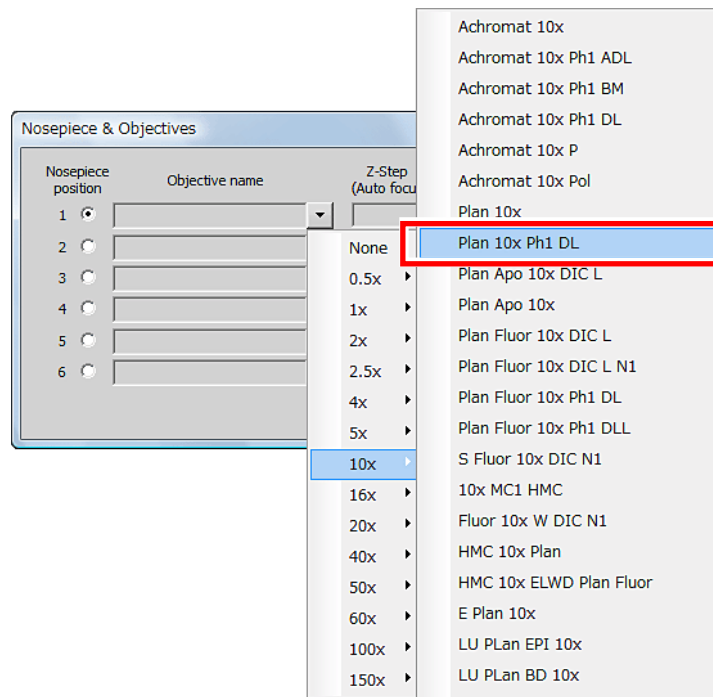 Nosepiece & Objectives
Nosepiece
position
Objective name
Z-Step
(Auto focu
1
2
3
4
5
6
None
0.5x
1x
2x
2.5x
4x
5x
10x
16x
20x
40x
50x
60x
100x
150x
Achromat 10x
Achromat 10x Ph1 ADL
Achromat 10x Ph1 BM
Achromat 10x Ph1 DL
Achromat 10x P
Achromat 10x Pol
Plan 10x
Plan 10x Ph1 DL
Plan Apo 10x DIC L
Plan Apo 10x
Plan Fluor 10x DIC L
Plan Fluor 10x DIC L N1
Plan Fluor 10x Ph1 DL
Plan Fluor 10x Ph1 DLL
S Fluor 10x DIC N1
10x MC1 HMC
Fluor 10x W DIC N1
HMC 10x Plan
HMC 10x ELWD Plan Fluor
E Plan 10x
LU PLan EPI 10x
LU PLan BD 10x